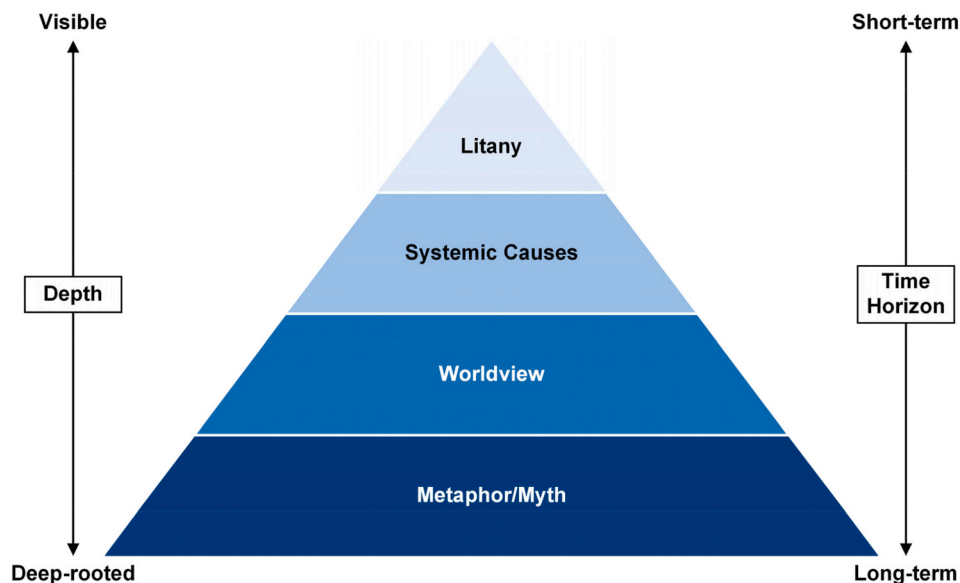 Visible
Short-term
Litany
Systemic Causes
Depth
Time
Horizon
Worldview
Metaphor/Myth
Deep-rooted
Long-term